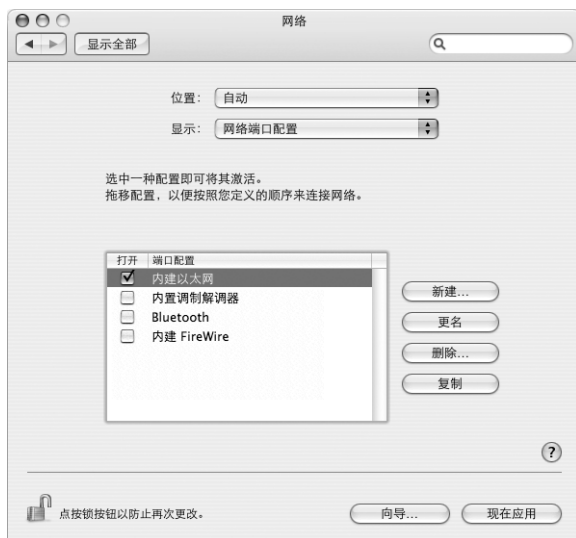 网络
显示全部
位置： 自动
显示： 网络端口配置
选中一种配置即可将其激活。
拖移配置，以便按照您定义的顺序来连接网络。
打开 端口配置
内建以太网
内置调制解调器
Bluetooth
内建 FireWire
新建...
更名
删除...
复制
?
点按锁按钮以防止再次更改。
向导...
现在应用